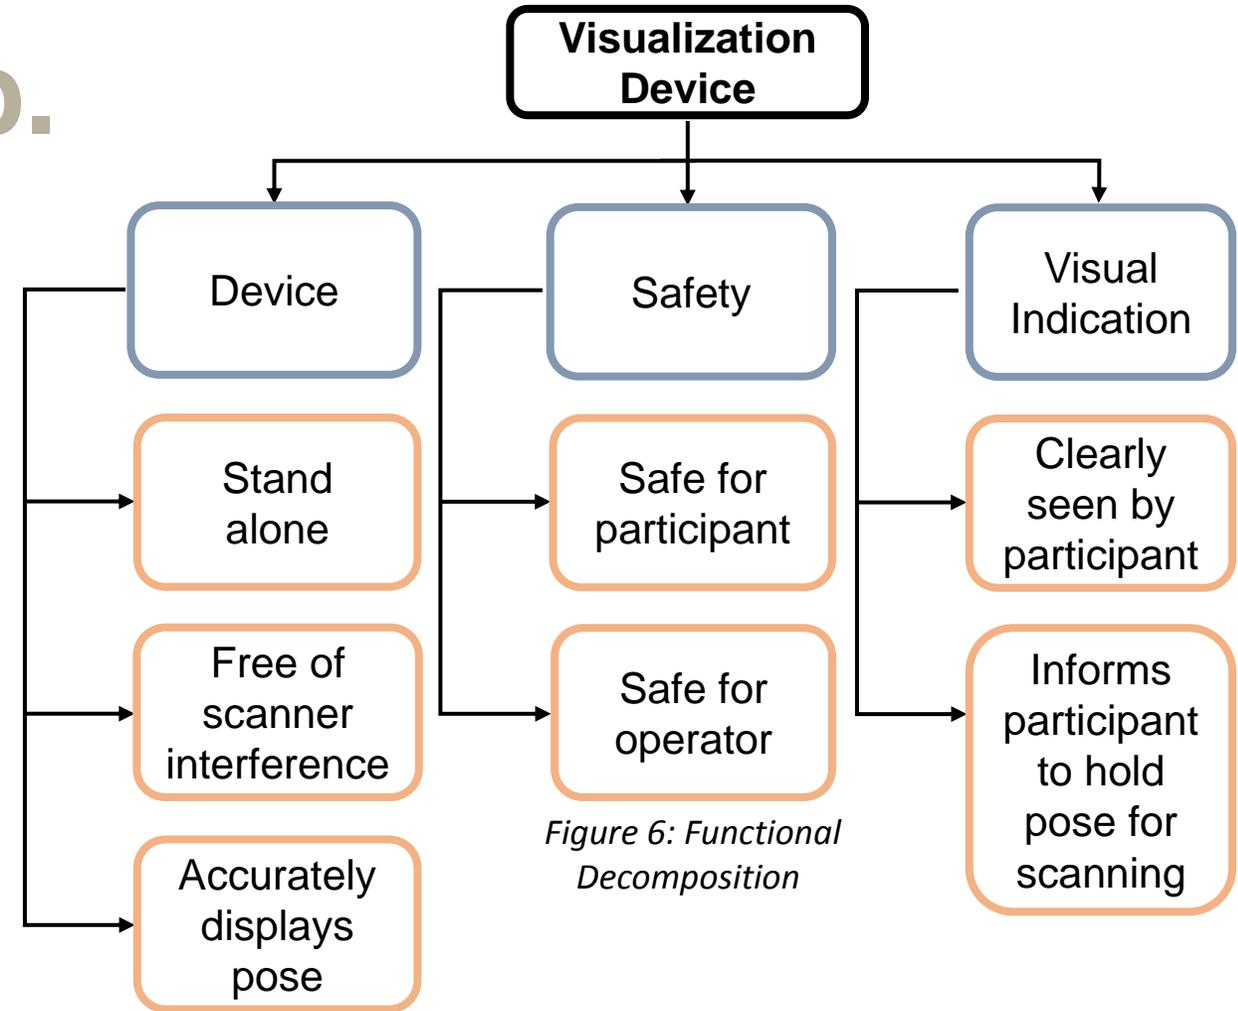 Visualization
Device
Device
Stand
alone
Free of
scanner
interference
Accurately
displays
pose
Safety
Safe for
participant
Safe for
operator
Figure 6: Functional
Decomposition
Visual
Indication
Clearly
seen by
participant
Informs
participant
to hold
pose for
scanning